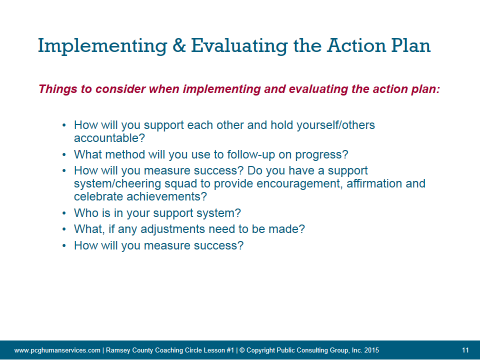 Implementing & Evaluating the Action Plan
Things to consider when implementing and evaluating the action plan:
• How will you support each other and hold yourself/others
accountable?
• What method will you use to follow-up on progress?
• How will you measure success? Do you have a support
system/cheering squad to provide encouragement, affirmation and
celebrate achievements?
• Who is in your support system?
• What, if any adjustments need to be made?
• How will you measure success?
www.pcghumanservices.com | Ramsey County Coaching Circle Lesson #1 | © Copyright Public Consulting Group, Inc. 2015
11